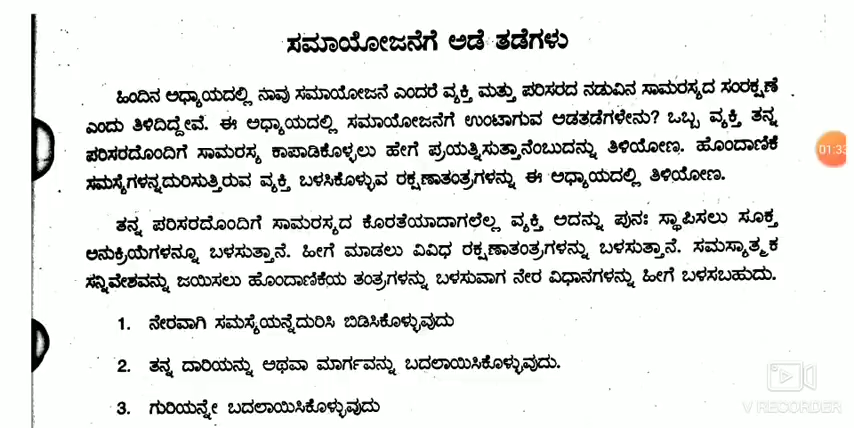 ಸಮಾಯೋಜನೆಗೆ ಅಡೆ ತಡೆಗಳು
ಹಿಂದಿನ ಅಧ್ಯಾಯದಲ್ಲಿ ನಾವು ಸಮಾಯೋಜನೆ ಎಂದರೆ ವ್ಯಕ್ತಿ ಮತ್ತು ಪರಿಸರದ ನಡುವಿನ ಸಾಮರಸ್ಯದ ಸಂರಕ್ಷಣೆ
ಎಂದು ತಿಳಿದಿದ್ದೇವೆ. ಈ ಅಧ್ಯಾಯದಲ್ಲಿ ಸಮಾಯೋಜನೆಗೆ ಉಂಟಾಗುವ ಅಡತಡೆಗಳೇನು? ಒಬ್ಬ ವ್ಯಕ್ತಿ ತನ್ನ
ಪರಿಸರದೊಂದಿಗೆ ಸಾಮರಸ್ಯ ಕಾಪಾಡಿಕೊಳ್ಳಲು ಹೇಗೆ ಪ್ರಯತ್ನಿಸುತ್ತಾನೆಂಬುದನ್ನು ತಿಳಿಯೋಣ. ಹೊಂದಾಣಿಕೆ
ಸಮಸ್ಯೆಗಳನ್ನದುರಿಸುತ್ತಿರುವ ವ್ಯಕ್ತಿ ಬಳಸಿಕೊಳ್ಳುವ ರಕ್ಷಣಾತಂತ್ರಗಳನ್ನು ಈ ಅಧ್ಯಾಯದಲ್ಲಿ ತಿಳಿಯೋಣ.
ತನ್ನ ಪರಿಸರದೊಂದಿಗೆ ಸಾಮರಸ್ಯದ ಕೊರತೆಯಾದಾಗಲೆಲ್ಲ ವ್ಯಕ್ತಿ ಅದನ್ನು ಪುನಃ ಸ್ಥಾಪಿಸಲು ಸೂಕ್ತ
ಅನುಕ್ರಿಯೆಗಳನ್ನೂ ಬಳಸುತ್ತಾನೆ. ಹೀಗೆ ಮಾಡಲು ವಿವಿಧ ರಕ್ಷಣಾತಂತ್ರಗಳನ್ನು ಬಳಸುತ್ತಾನೆ. ಸಮಸ್ಯಾತ್ಮಕ
ಸನ್ನಿವೇಶವನ್ನು ಜಯಿಸಲು ಹೊಂದಾಣಿಕೆಯ ತಂತ್ರಗಳನ್ನು ಬಳಸುವಾಗ ನೇರ ವಿಧಾನಗಳನ್ನು ಹೀಗೆ ಬಳಸಬಹುದು.
1. ನೇರವಾಗಿ ಸಮಸ್ಯೆಯನ್ನೆದುರಿಸಿ ಬಿಡಿಸಿಕೊಳ್ಳುವುದು
2. ತನ್ನ ದಾರಿಯನ್ನು ಅಥವಾ ಮಾರ್ಗವನ್ನು ಬದಲಾಯಿಸಿಕೊಳ್ಳುವುದು.
3. ಗುರಿಯನ್ನೇ ಬದಲಾಯಿಸಿಕೊಳ್ಳುವುದು
01:33
V RECORDER